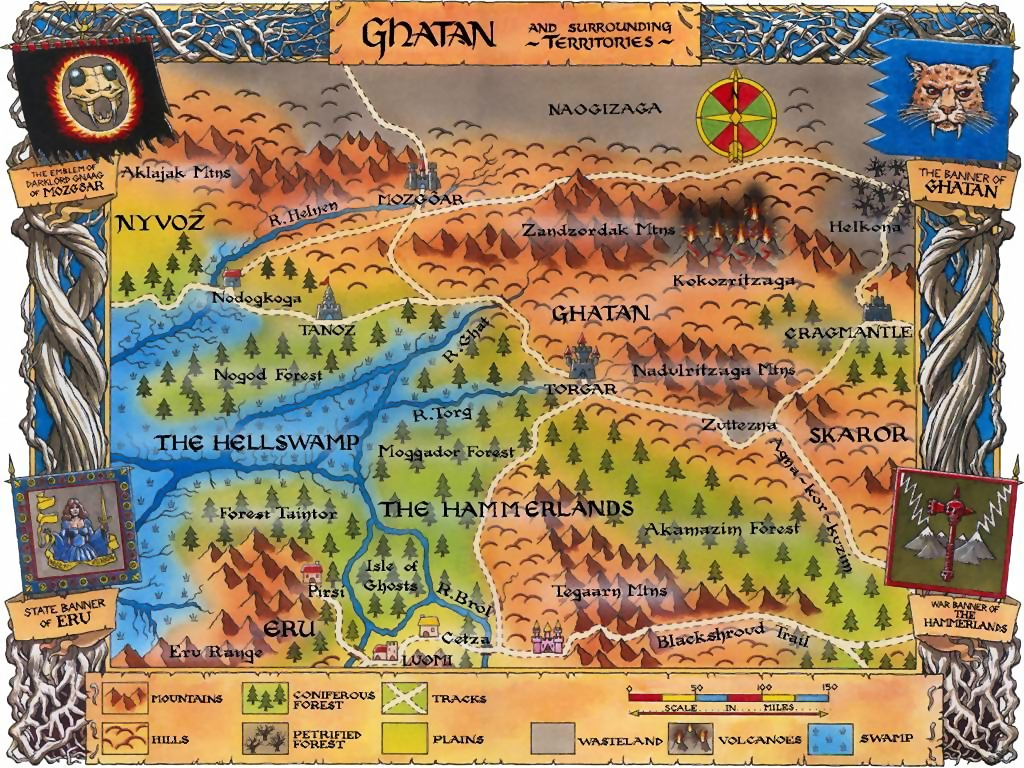 GHATAN AND SURROUNDING
~TERRITORIES~
N
THE EMBLEM OF
DARKLORD GNAAG
OF MOZGÔAR
THE BANNER OF
GHATAN
NAOGIZAGA
Aklajak Mtns
MOZGÔAR
NYVOZ
R. Helnen
Zandzordak Mtns
Helkona
Kokozritzaga
Nodogkoga
TANOZ
GHATAN
CRAGMANTLE
R. Ghat
Nogod Forest
Nadulritzaga Mtns
TORGAR
R. Torg
Zuttezna
THE HELLSWAMP
SKAROR
Moggador Forest
Agna-kor-kuzim
THE HAMMERLANDS
Forest Taintor
Akamazim Forest
Isle of
Ghosts
Pirsi
R. Brol
Tegaarn Mtns
STATE BANNER
OF ERU
WAR BANNER OF
THE
HAMMERLANDS
ERU
Cetza
Blackshroud Trail
Eru Range
LUOMI
MOUNTAINS
CONIFEROUS
FOREST
TRACKS
0 50 100 150
SCALE....IN....MILES....
HILLS
PETRIFIED
FOREST
PLAINS
WASTELAND
VOLCANOES
SWAMP